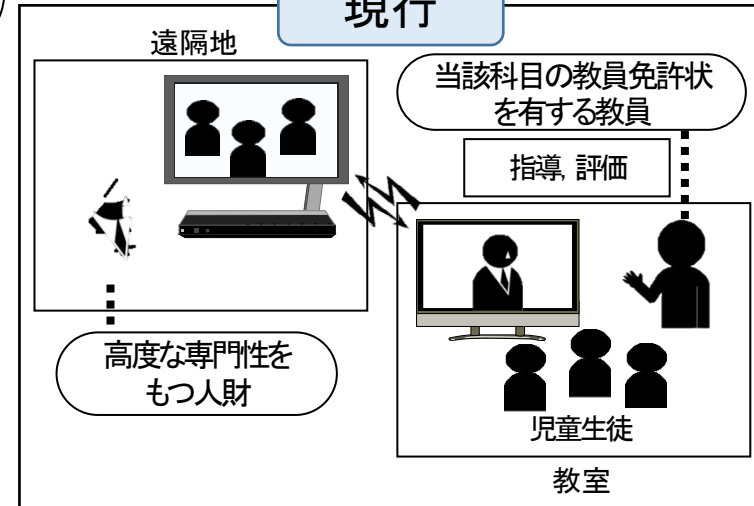 現行
遠隔地
当該科目の教員免許状
を有する教員
指導, 評価
高度な専門性を
もつ人財
児童生徒
教室